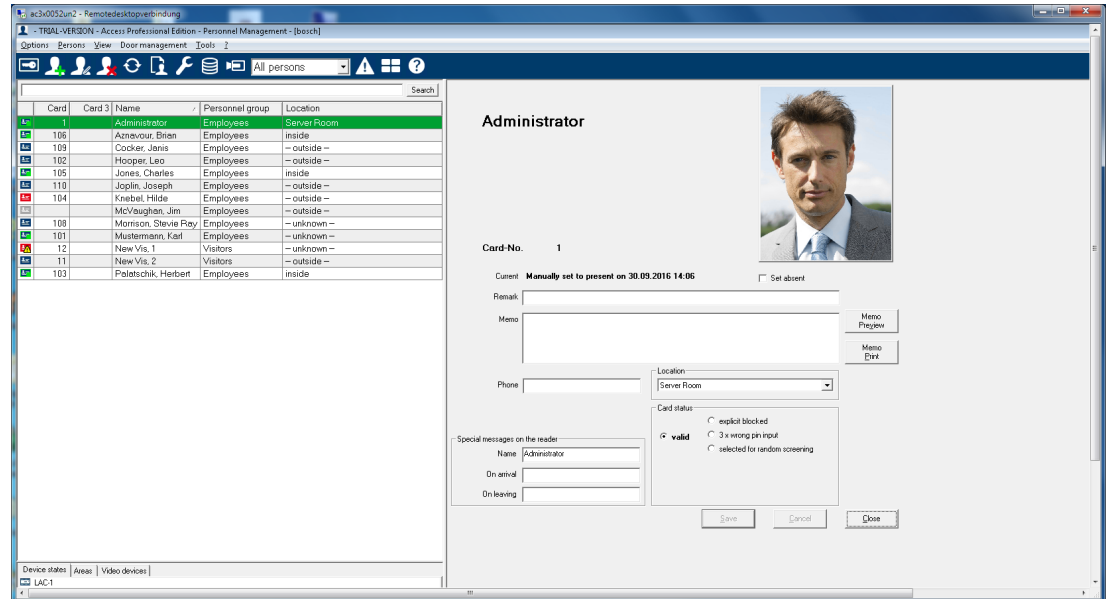 ac3x0052un2 - Remotedesktopverbindung
- TRIAL-VERSION - Access Professional Edition - Personnel Management - [bosch]
Options Persons View Door management Tools ?
All persons
Search
Card Card 3 Name Personnel group Location
1 Administrator Employees Server Room
106 Aznavour, Brian Employees inside
109 Cocker, Janis Employees -- outside --
102 Hooper, Leo Employees -- outside --
105 Jones, Charles Employees inside
110 Joplin, Joseph Employees -- outside --
104 Knebel, Hilde Employees -- outside --
McVaughan, Jim Employees -- outside --
108 Morrison, Stevie Ray Employees -- unknown --
101 Mustermann, Karl Employees -- unknown --
12 New Vis, 1 Visitors -- unknown --
11 New Vis, 2 Visitors -- outside --
103 Palatschik, Herbert Employees inside
Device states Areas Video devices
LAC-1
Administrator
Card-No. 1
Current Manually set to present on 30.09.2016 14:06
Set absent
Remark
Memo
Memo
Preview
Memo
Print
Location
Phone
Server Room
Card status
explicit blocked
valid
3 x wrong pin input
selected for random screening
Special messages on the reader
Name Administrator
On arrival
On leaving
Save Cancel Close